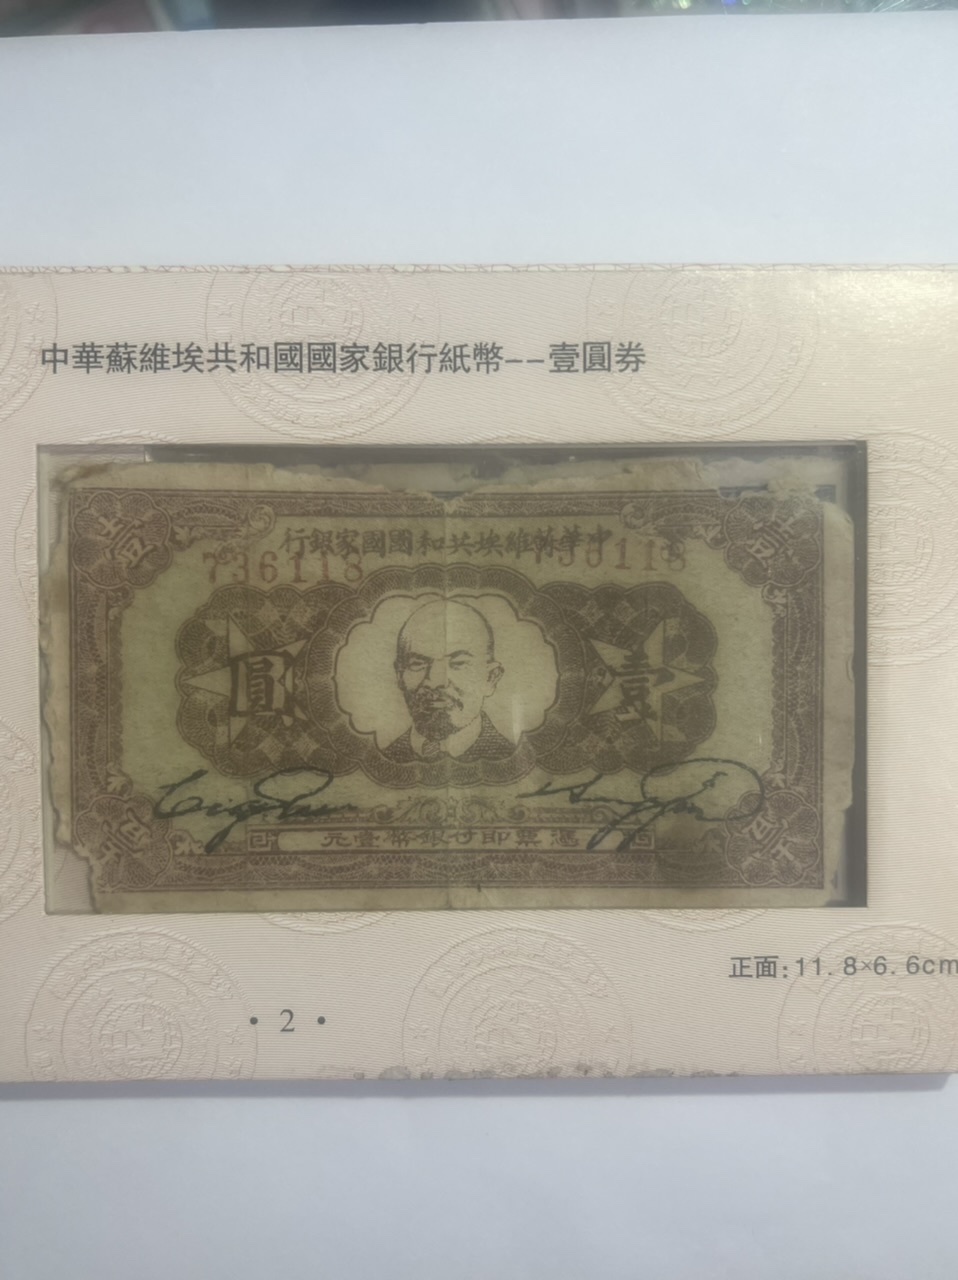 中華蘇維埃共和國國家銀行紙幣--壹圓券
行銀家國國和共埃維蘇華中
736118 736118
壹 壹
圓 壹
元壹幣銀付即票憑
正面:11.8×6.6cm
• 2 •